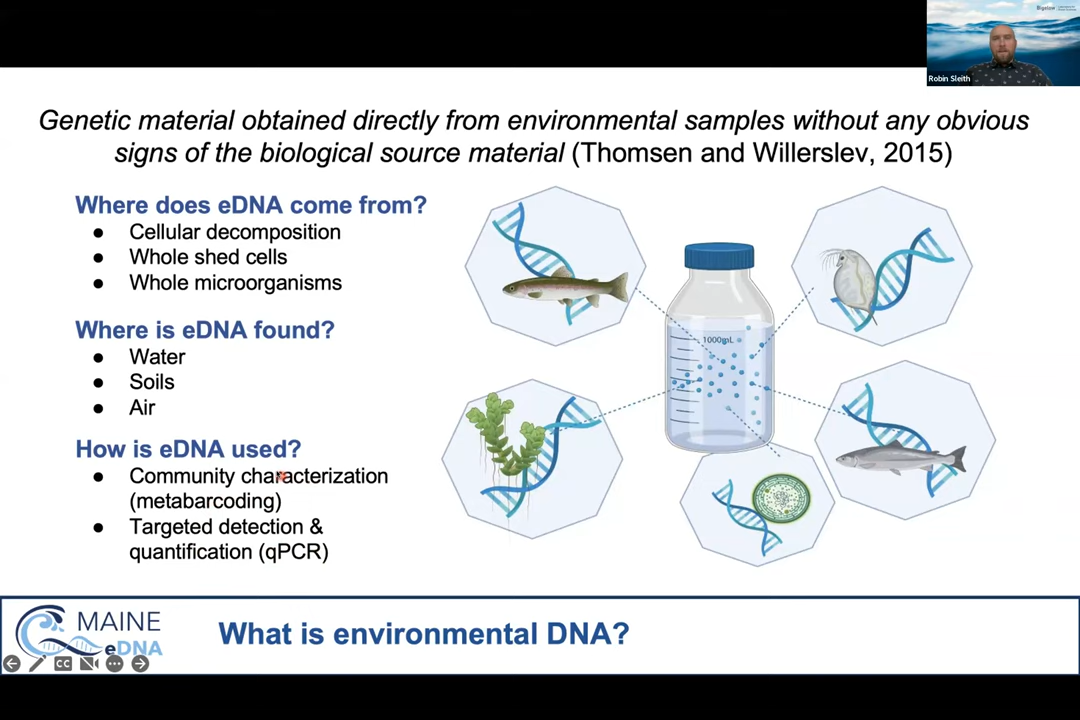 Bigelow
Robin Sleith
Genetic material obtained directly from environmental samples without any obvious
signs of the biological source material (Thomsen and Willerslev, 2015)
Where does eDNA come from?
● Cellular decomposition
● Whole shed cells
● Whole microorganisms
Where is eDNA found?
● Water
● Soils
● Air
How is eDNA used?
● Community characterization
(metabarcoding)
● Targeted detection &
quantification (qPCR)
1000mL
MAINE
eDNA
CC
What is environmental DNA?